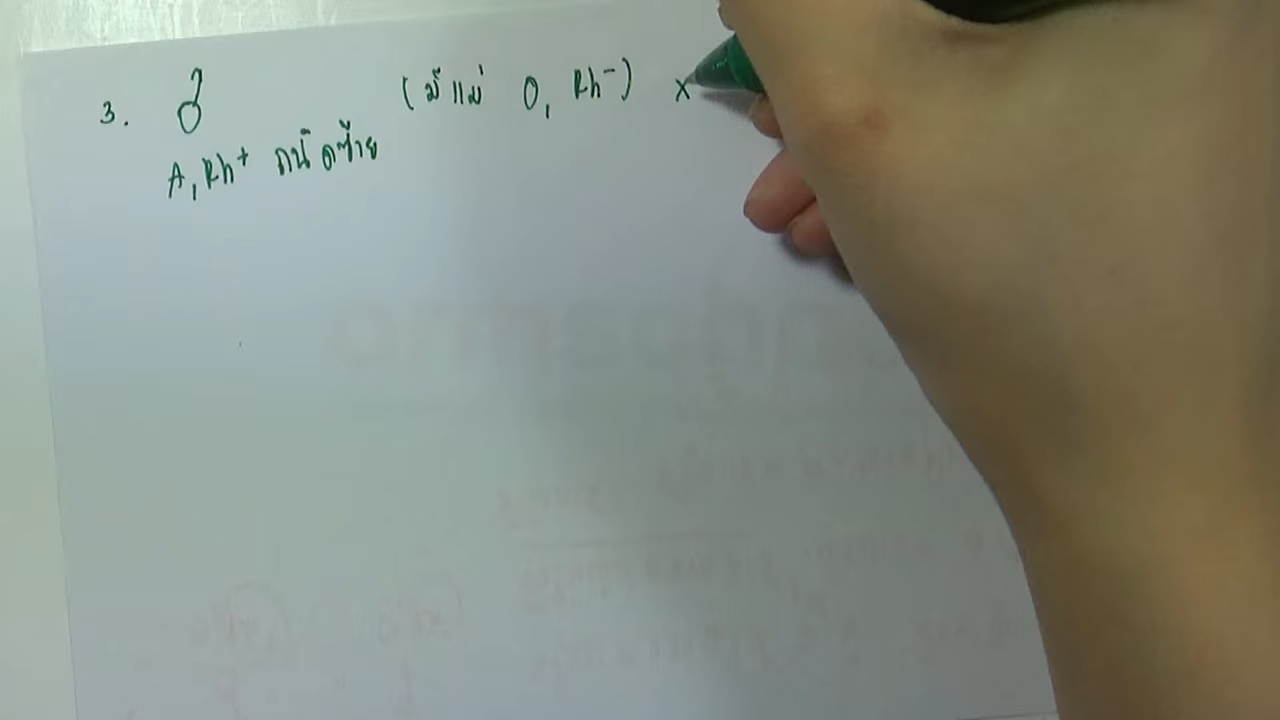 3. ♂ (มีแม่ O, Rh⁻) x
A, Rh⁺ ถนัดซ้าย